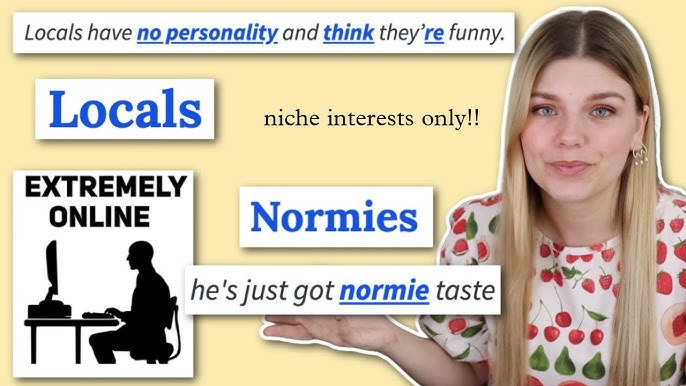 Locals have no personality and think they’re funny.
Locals
niche interests only!!
EXTREMELY
ONLINE
Normies
he's just got normie taste